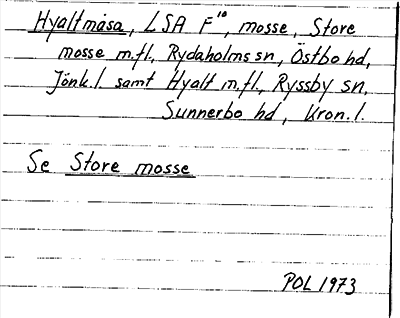 Hyaltmåsa, LSA F¹⁸, mosse, Store
mosse m.fl., Rydaholms sn, Östbo hd,
Jönk.l. samt Hyalt m.fl., Ryssby sn,
Sunnerbo hd, Kron.l.
Se Store mosse
POL 1973